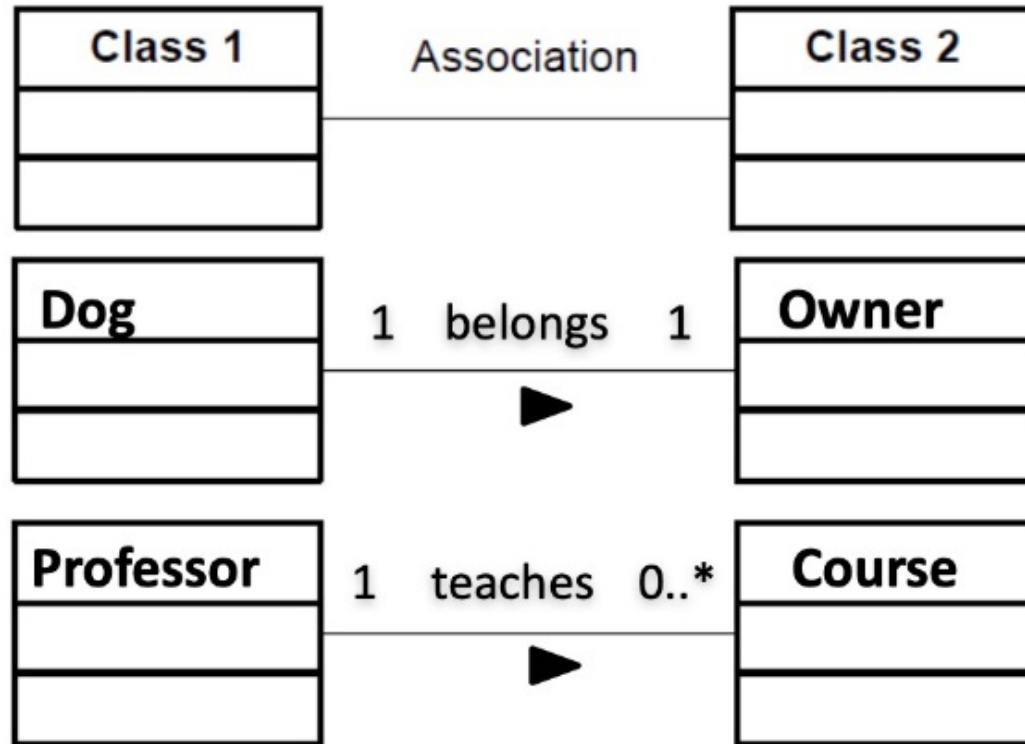 Class 1 Association Class 2
Dog 1 belongs 1 Owner
Professor 1 teaches 0..* Course